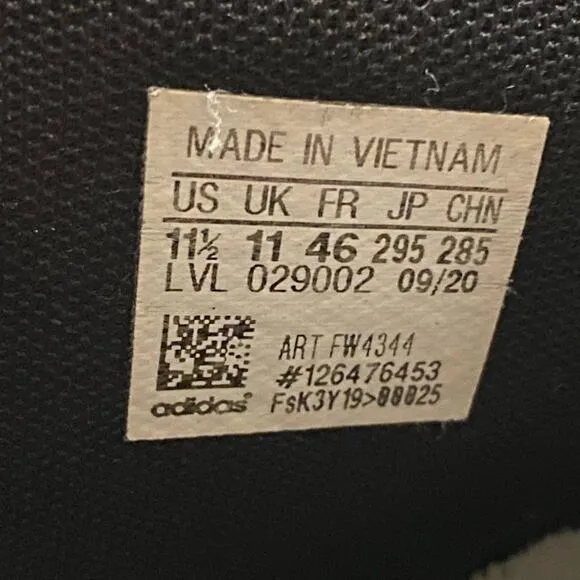 MADE IN VIETNAM
US UK FR JP CHN
11½ 11 46 295 285
LVL 029002 09/20
ART FW4344
#126476453
adidas FsK3Y19>00025